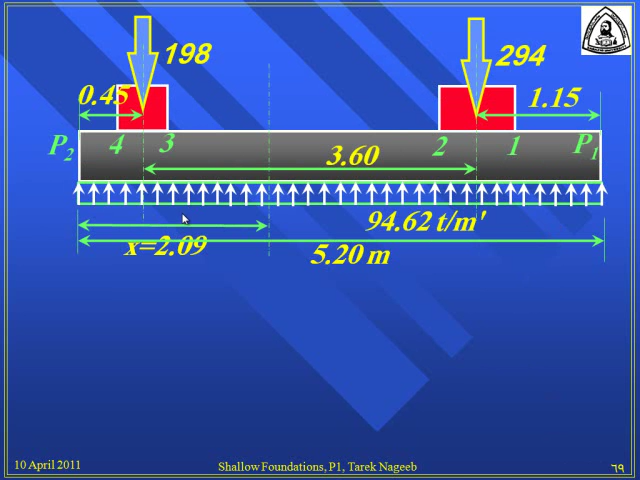 198
294
0.45
1.15
P2
4
3
3.60
2
1
P1
94.62 t/m'
x=2.09
5.20 m
10 April 2011
Shallow Foundations, P1, Tarek Nageeb
٦٩